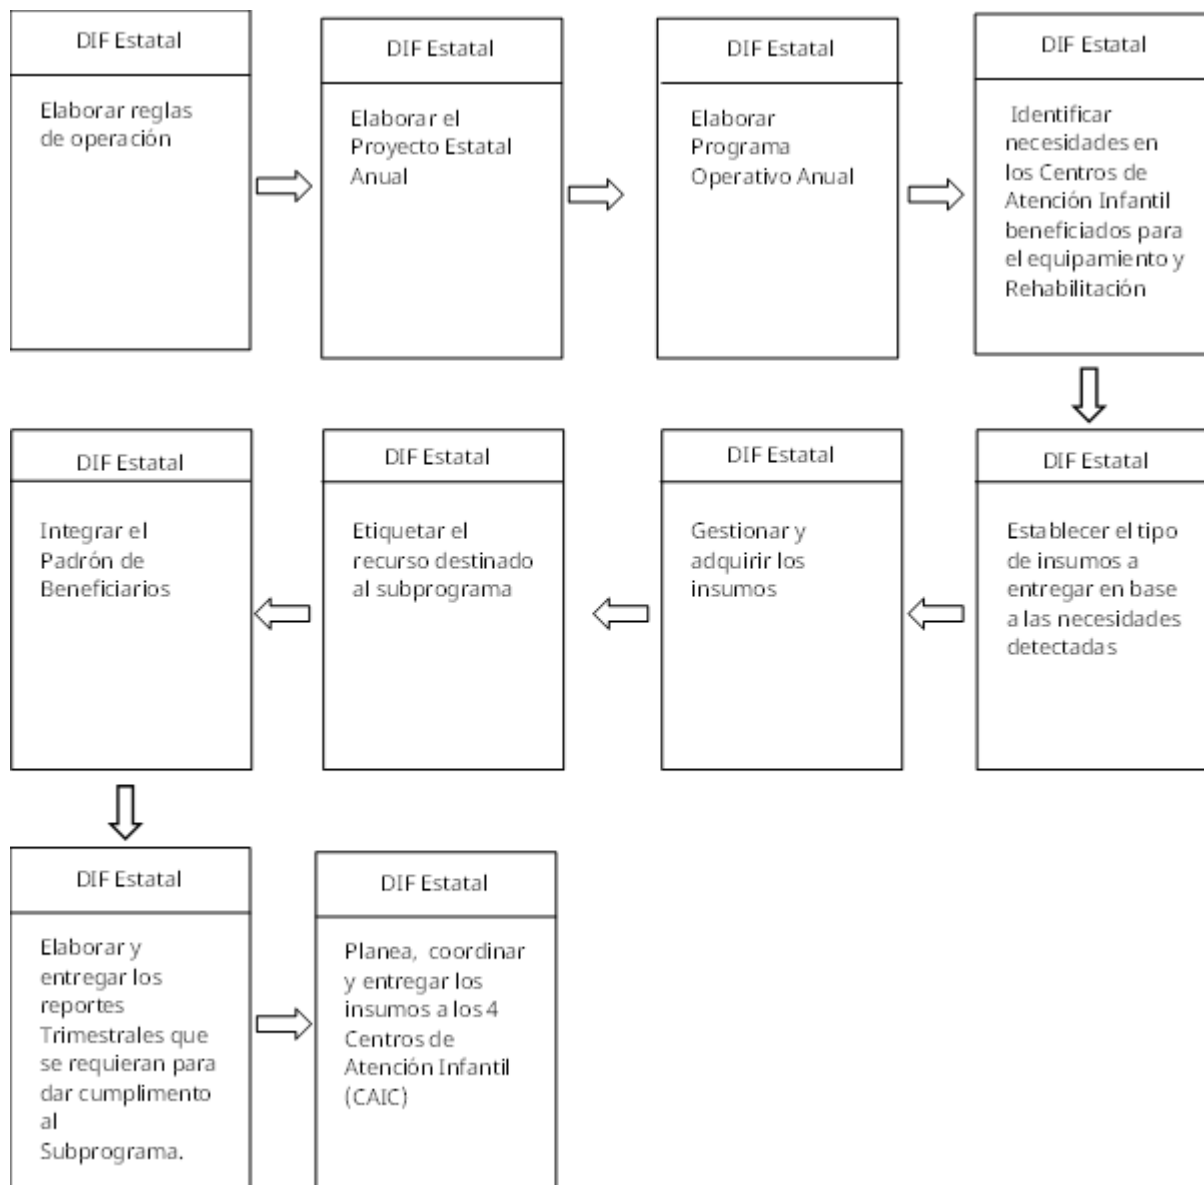 DIF Estatal
Elaborar reglas
de operación
DIF Estatal
Elaborar el
Proyecto Estatal
Anual
DIF Estatal
Elaborar
Programa
Operativo Anual
DIF Estatal
Identificar
necesidades en
los Centros de
Atención Infantil
beneficiados para
el equipamiento y
Rehabilitación
DIF Estatal
Establecer el tipo
de insumos a
entregar en base
a las necesidades
detectadas
DIF Estatal
Gestionar y
adquirir los
insumos
DIF Estatal
Etiquetar el
recurso destinado
al subprograma
DIF Estatal
Integrar el
Padrón de
Beneficiarios
DIF Estatal
Elaborar y
entregar los
reportes
Trimestrales que
se requieran para
dar cumplimento
al
Subprograma.
DIF Estatal
Planea, coordinar
y entregar los
insumos a los 4
Centros de
Atención Infantil
(CAIC)